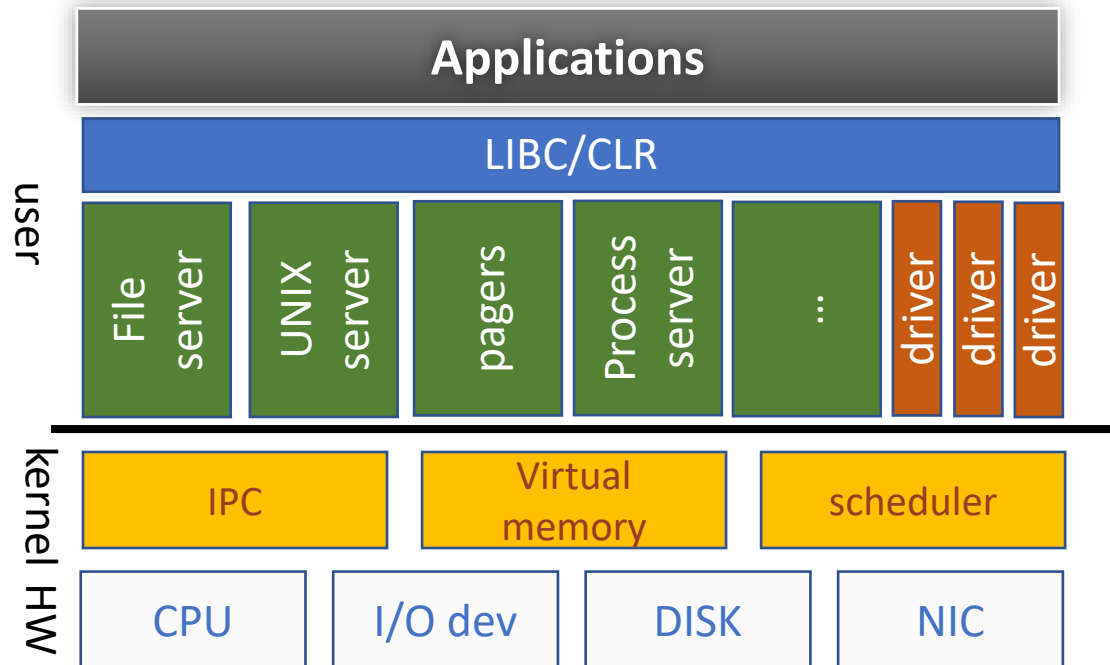 Applications
LIBC/CLR
user
File
server
UNIX
server
pagers
Process
server
...
driver
driver
driver
kernel
IPC
Virtual
memory
scheduler
HW
CPU
I/O dev
DISK
NIC